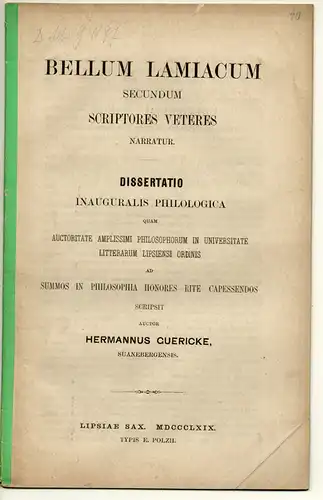 BELLUM LAMIACUM
SECUNDUM
SCRIPTORES VETERES
NARRATUR.
DISSERTATIO
INAUGURALIS PHILOLOGICA
QUAM
AUCTORITATE AMPLISSIMI PHILOSOPHORUM IN UNIVERSITATE
LITTERARUM LIPSIENSI ORDINIS
AD
SUMMOS IN PHILOSOPHIA HONORES RITE CAPESSENDOS
SCRIPSIT
AUCTOR
HERMANNUS GUERICKE,
SUANEBERGENSIS.
LIPSIAE SAX. MDCCCLXIX.
TYPIS E. POLZII.